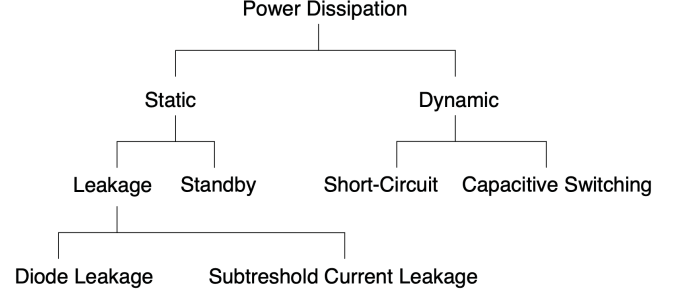 Power Dissipation
Static Dynamic
Leakage Standby Short-Circuit Capacitive Switching
Diode Leakage Subtreshold Current Leakage